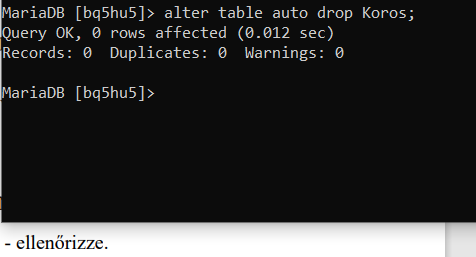 MariaDB [bq5hu5]> alter table auto drop Koros;
Query OK, 0 rows affected (0.012 sec)
Records: 0  Duplicates: 0  Warnings: 0
MariaDB [bq5hu5]>
- ellenőrizze.